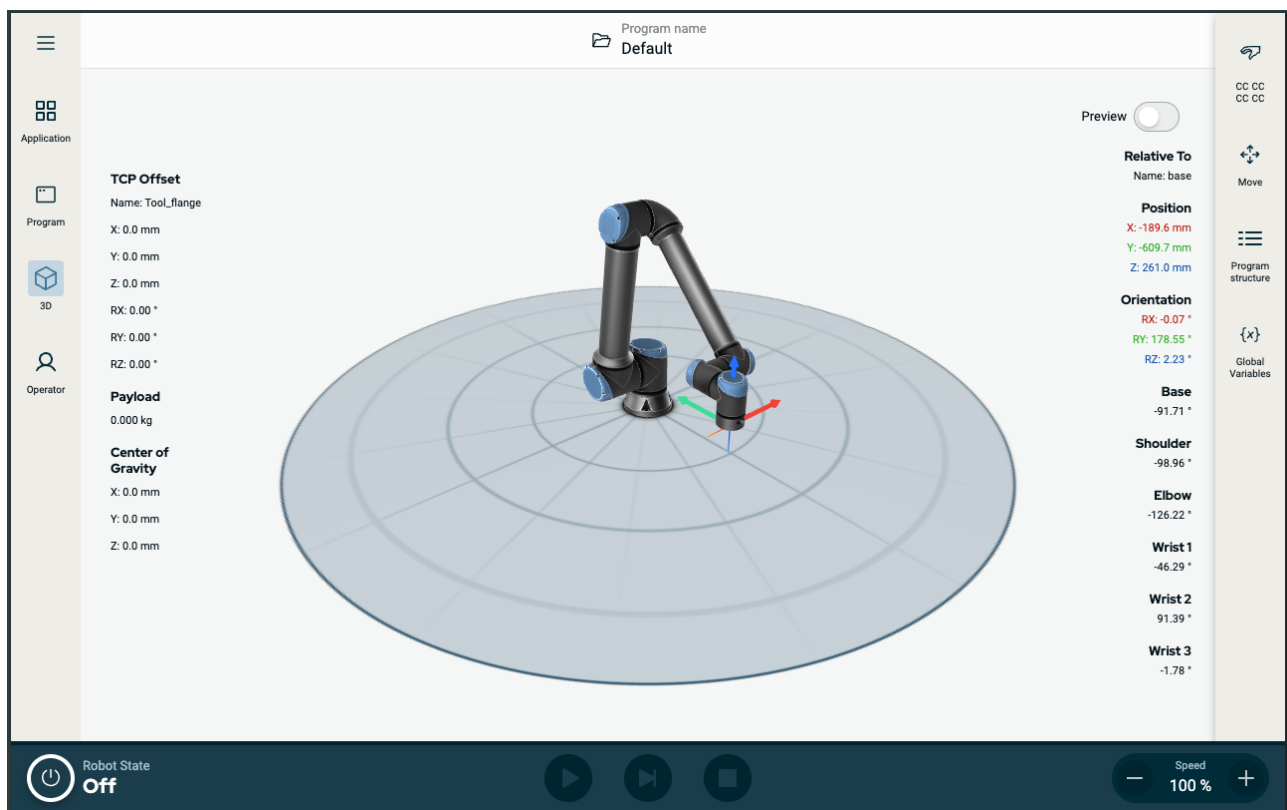 Program name
Default
Application
Program
3D
Operator
TCP Offset
Name: Tool_flange
X: 0.0 mm
Y: 0.0 mm
Z: 0.0 mm
RX: 0.00 °
RY: 0.00 °
RZ: 0.00 °
Payload
0.000 kg
Center of
Gravity
X: 0.0 mm
Y: 0.0 mm
Z: 0.0 mm
Preview
Relative To
Name: base
Position
X: -189.6 mm
Y: -609.7 mm
Z: 261.0 mm
Orientation
RX: -0.07 °
RY: 178.55 °
RZ: 2.23 °
Base
-91.71 °
Shoulder
-98.96 °
Elbow
-126.22 °
Wrist 1
-46.29 °
Wrist 2
91.39 °
Wrist 3
-1.78 °
CC CC
CC CC
Move
Program
structure
{x}
Global
Variables
Robot State
Off
Speed
100 %